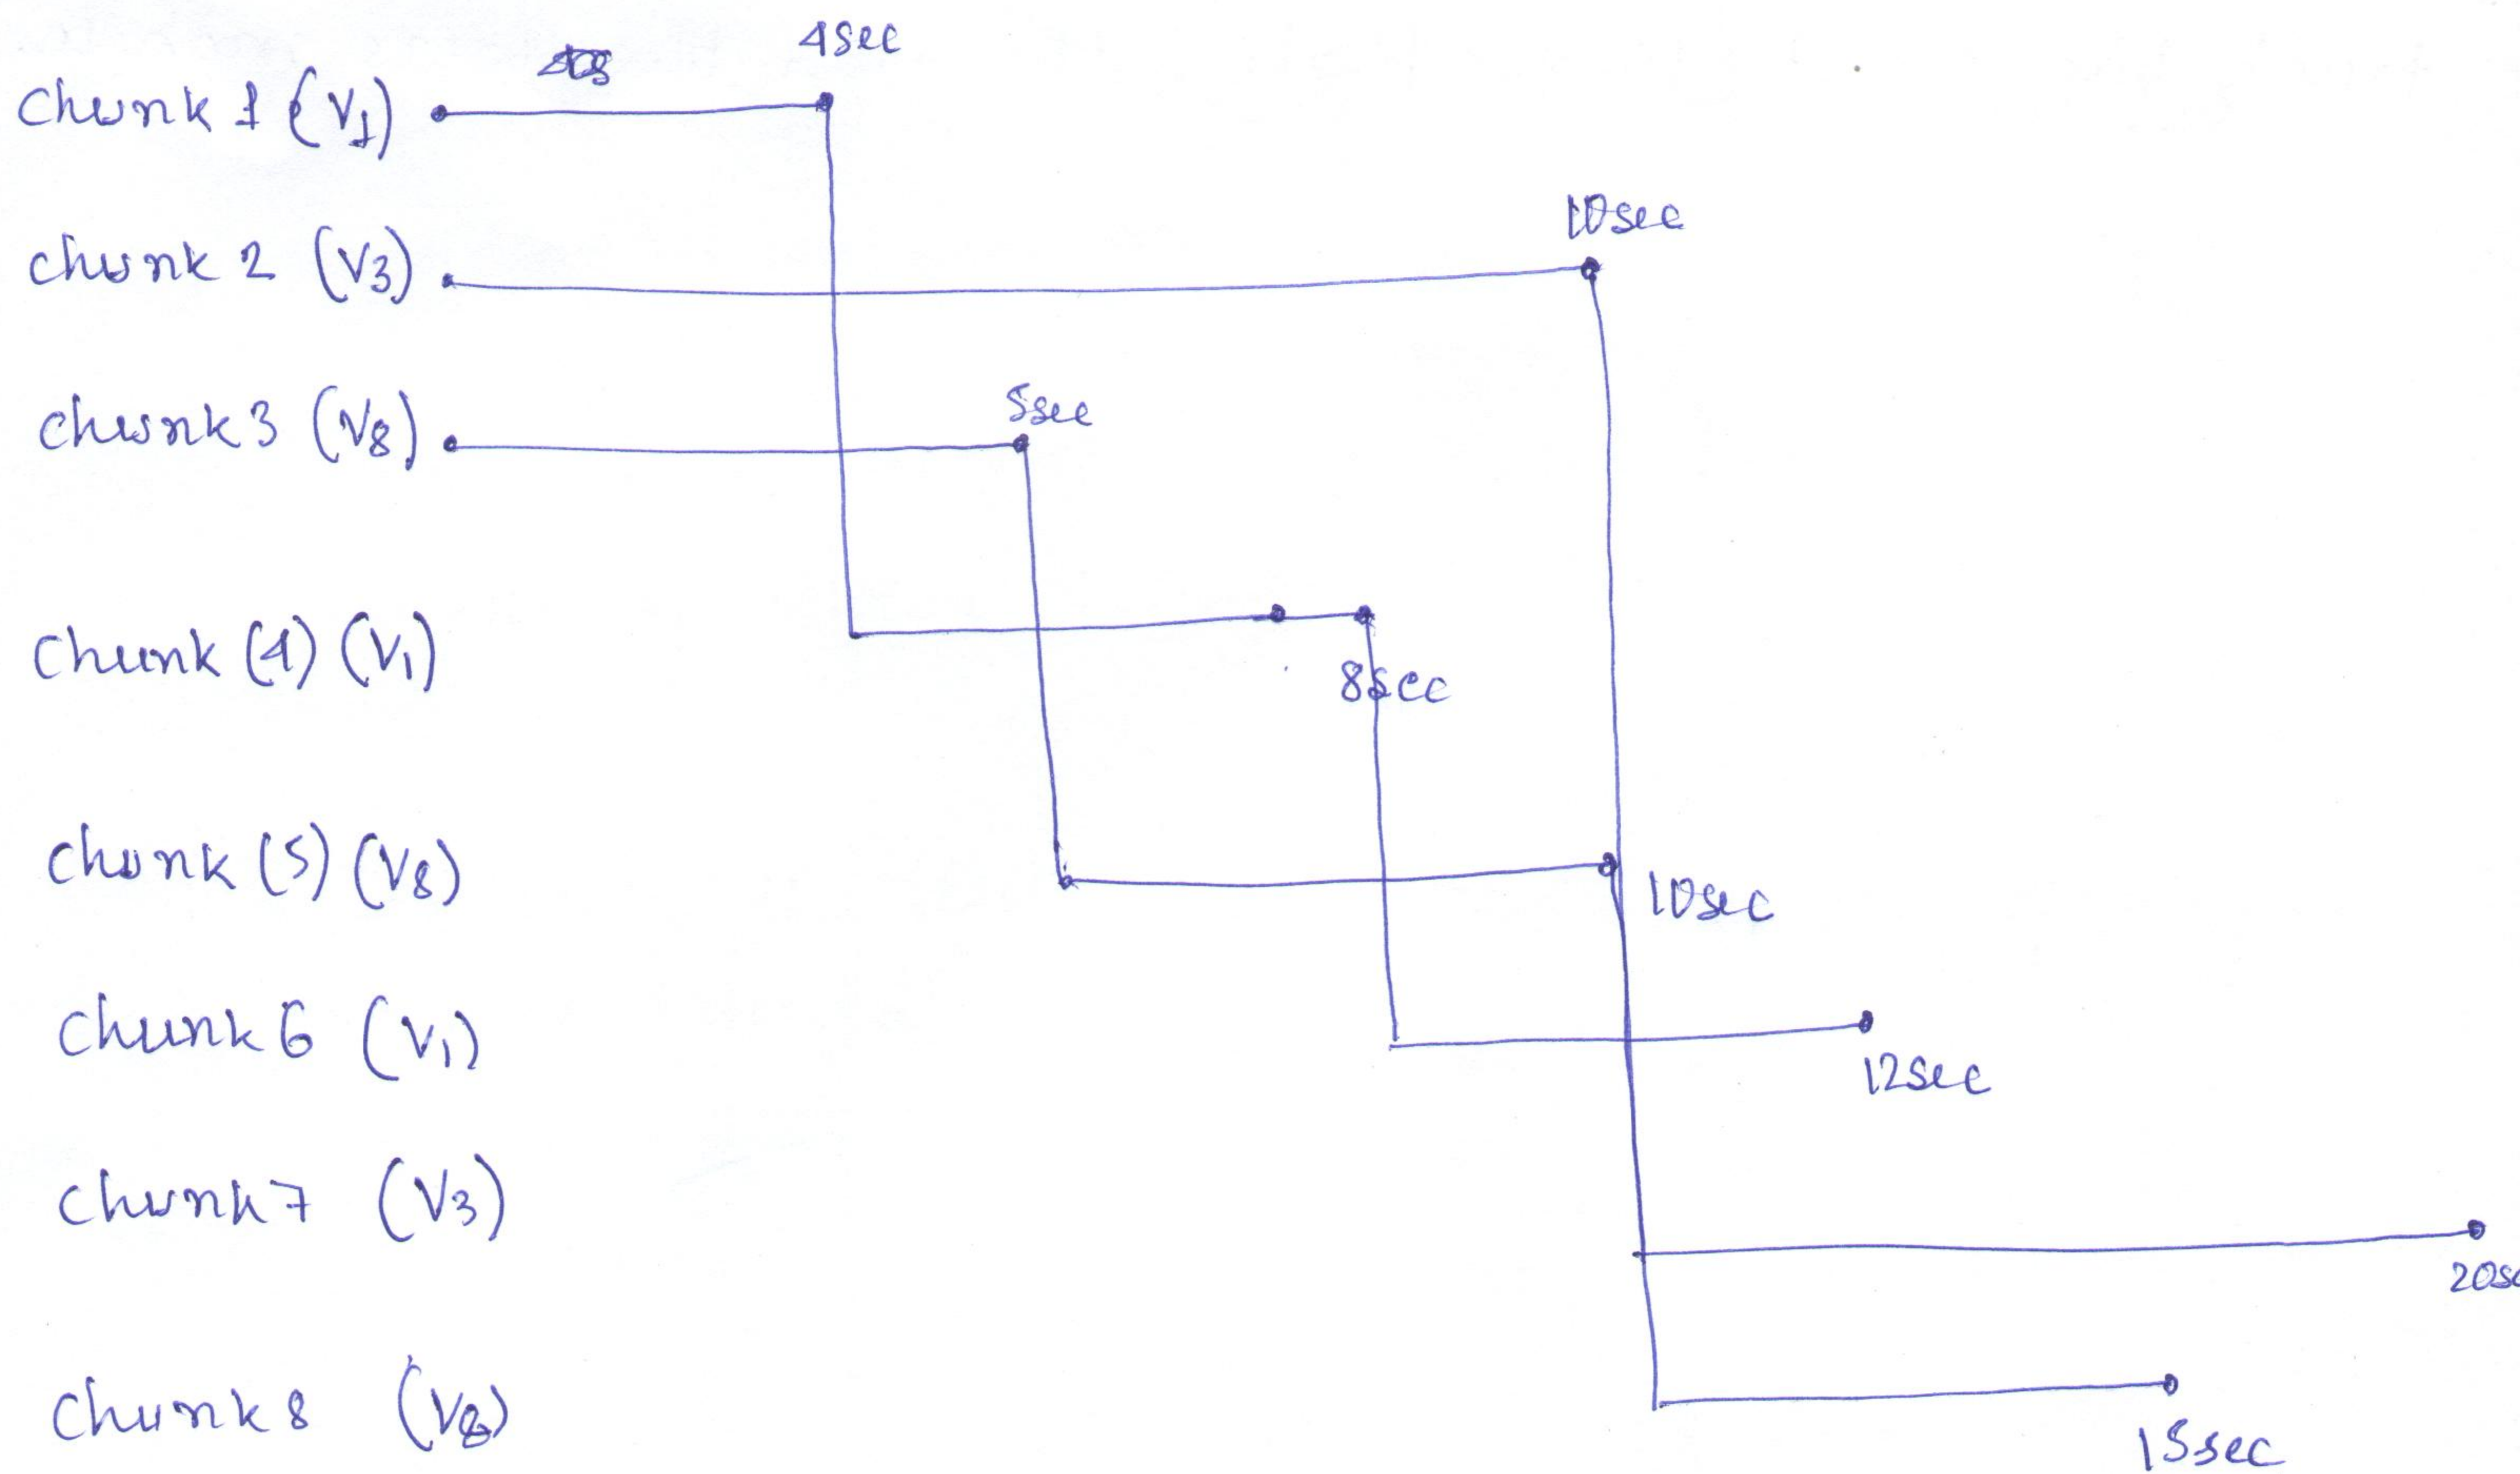 4sec
Chunk 1 (V1)
10sec
chunk 2 (V3)
5sec
chunk 3 (V8)
Chunk (4) (V1)
8sec
Chunk (5) (V8)
10sec
Chunk 6 (V1)
12sec
Chunk 7 (V3)
20s
Chunk 8 (V8)
15sec